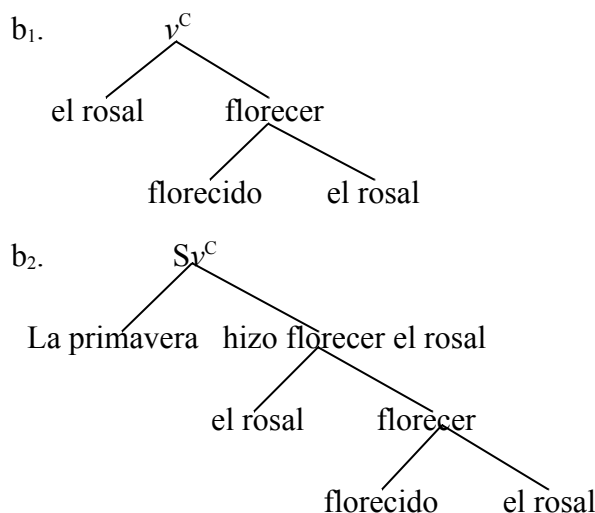 b₁. vᶜ
el rosal florecer
florecido el rosal
b₂. Svᶜ
La primavera hizo florecer el rosal
el rosal florecer
florecido el rosal